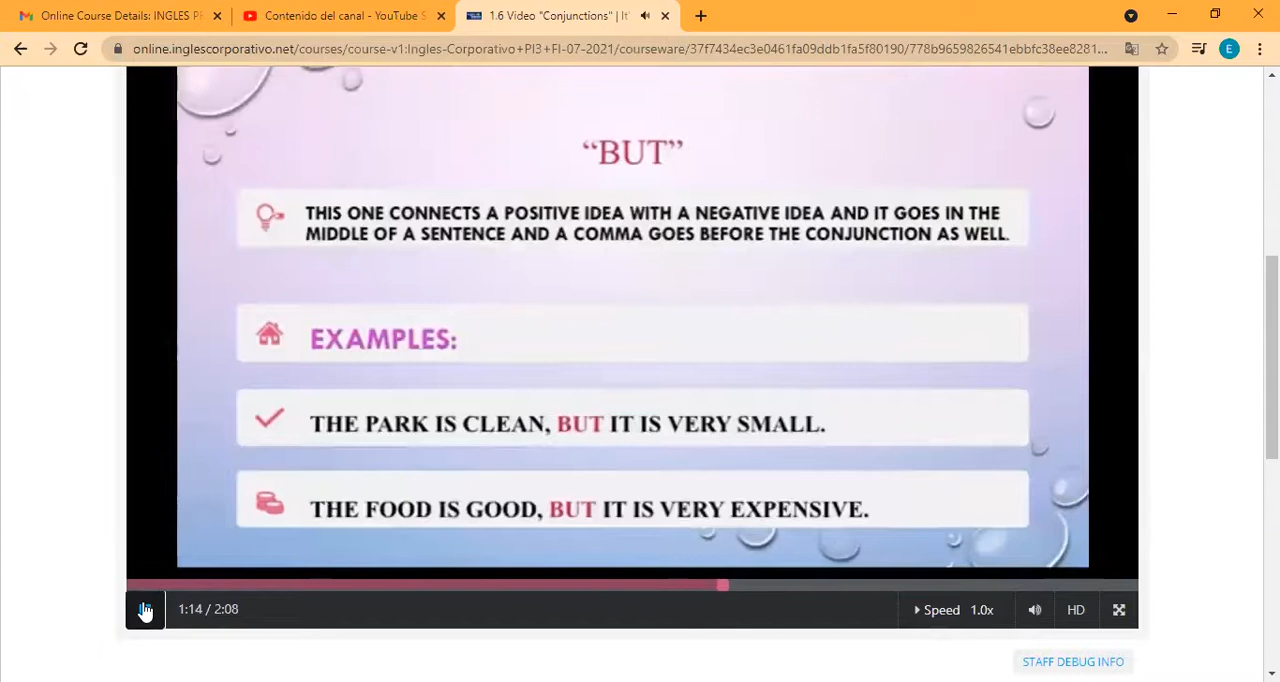 Online Course Details: INGLES P
Contenido del canal - YouTube S
1.6 Video "Conjunctions" | It'
online.inglescorporativo.net/courses/course-v1:Ingles-Corporativo+PI3+FI-07-2021/courseware/37f7434ec3e0461fa09ddb1fa5f80190/778b9659826541ebbfc38ee8281...
E
“BUT”
THIS ONE CONNECTS A POSITIVE IDEA WITH A NEGATIVE IDEA AND IT GOES IN THE
MIDDLE OF A SENTENCE AND A COMMA GOES BEFORE THE CONJUNCTION AS WELL.
EXAMPLES:
THE PARK IS CLEAN, BUT IT IS VERY SMALL.
THE FOOD IS GOOD, BUT IT IS VERY EXPENSIVE.
1:14 / 2:08
Speed 1.0x
HD
STAFF DEBUG INFO